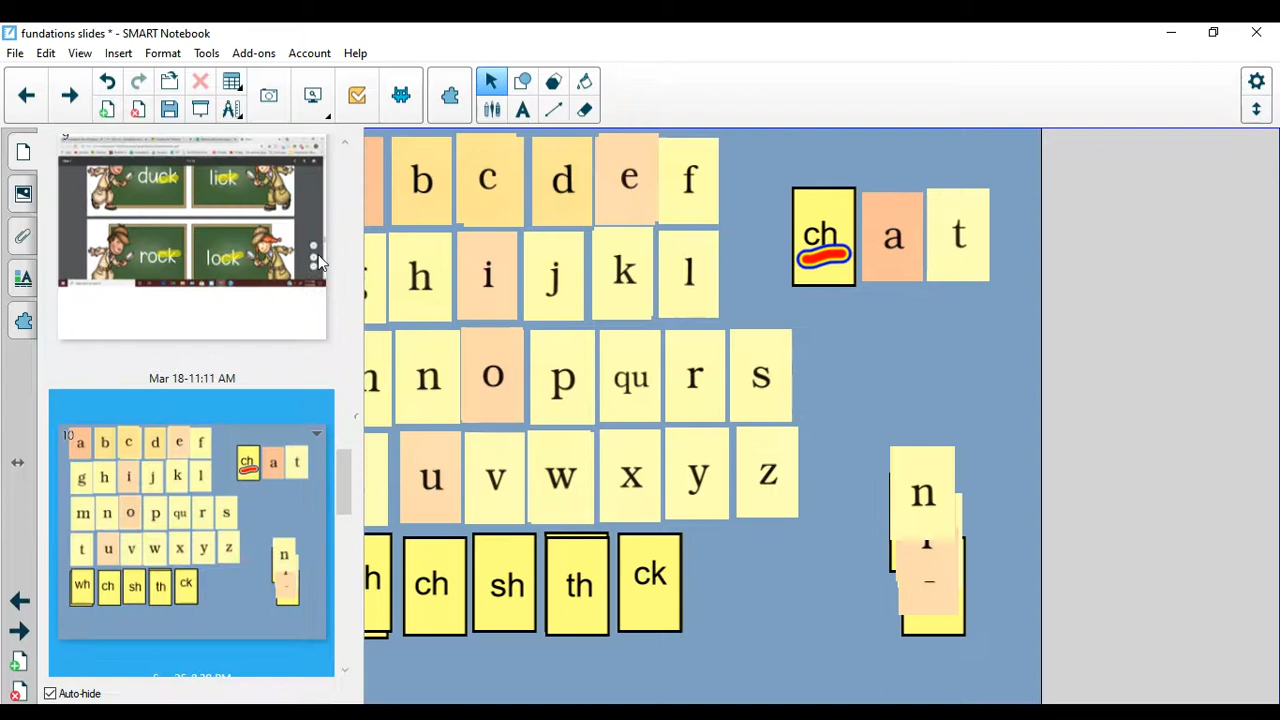 fundations slides * - SMART Notebook
File Edit View Insert Format Tools Add-ons Account Help
9
duck lick
rock lock
Mar 18-11:11 AM
10
a b c d e f
ch a t
g h i j k l
m n o p qu r s
t u v w x y z
n
wh ch sh th ck
Auto-hide
b c d e f
ch a t
h i j k l
n o p qu r s
u v w x y z
n
h ch sh th ck